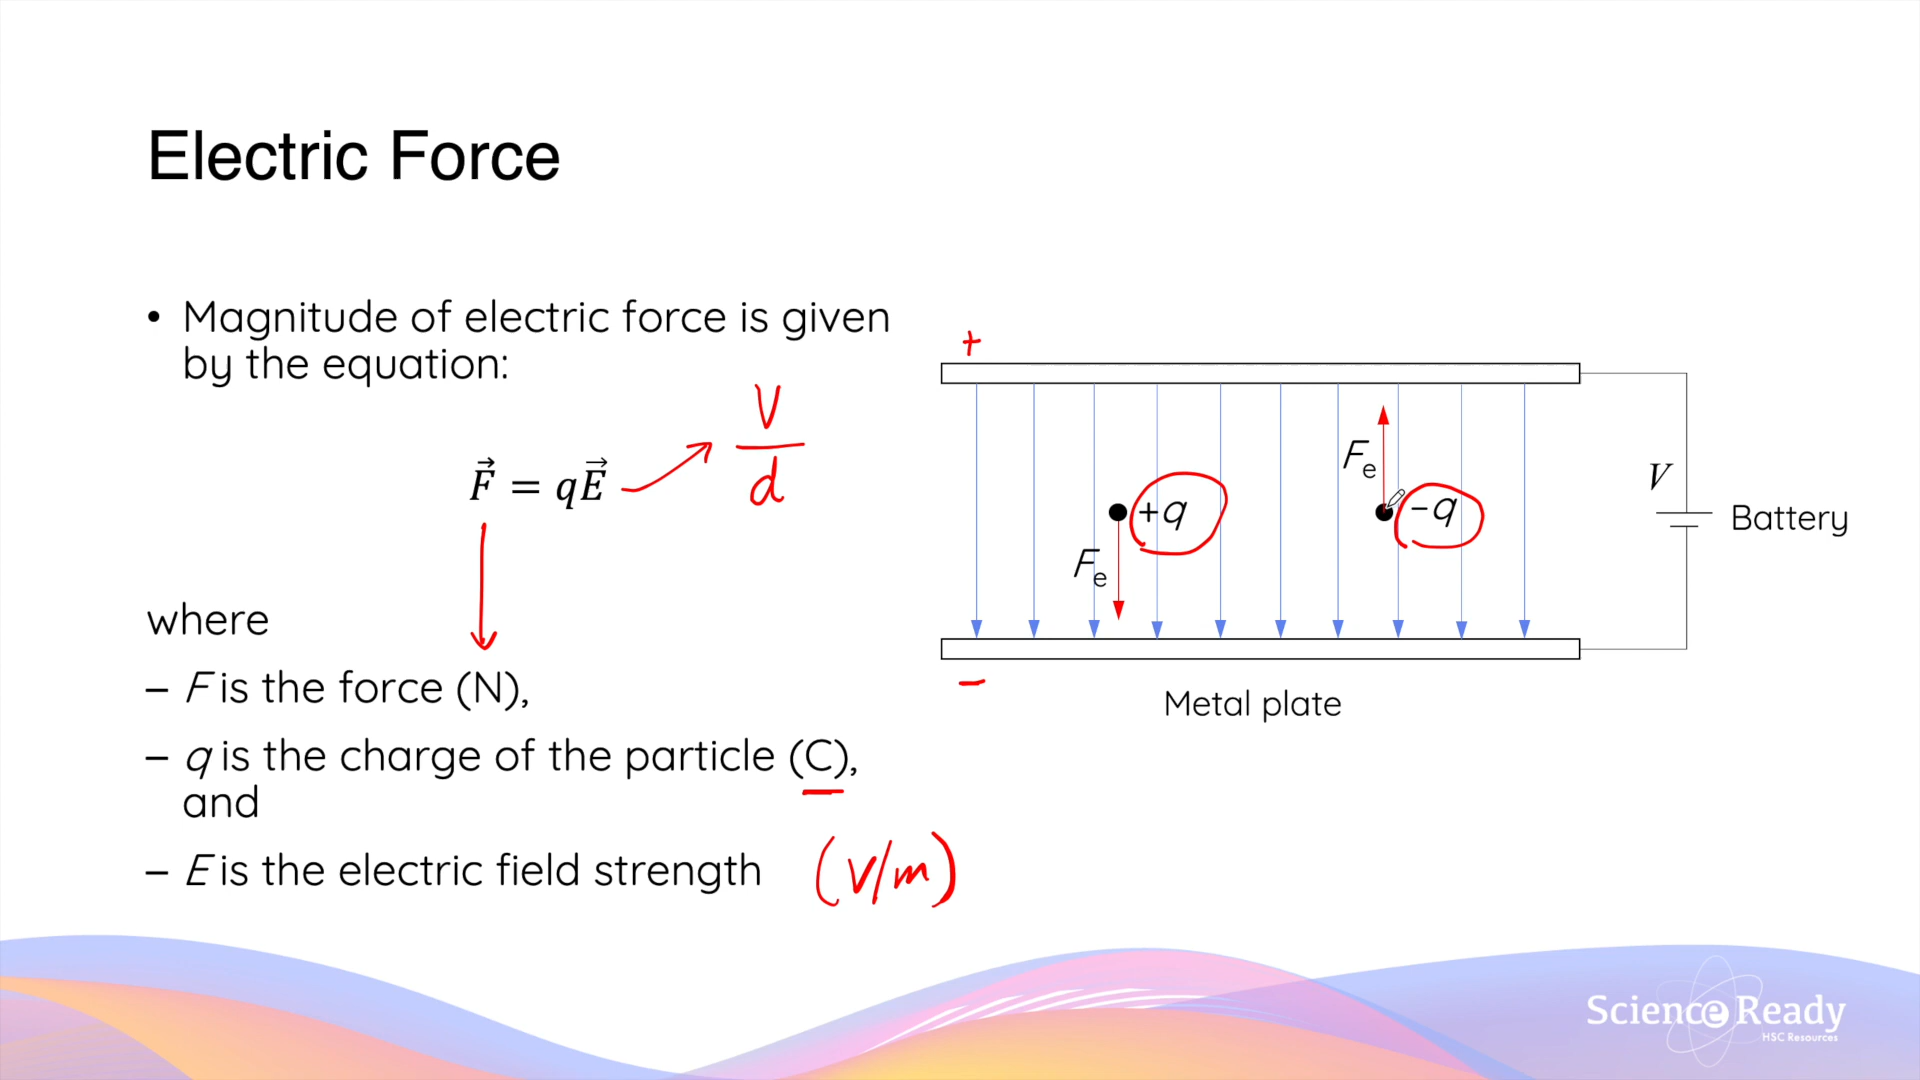 Electric Force
• Magnitude of electric force is given
by the equation:
V
d
F⃗ = qE⃗
where
– F is the force (N),
– q is the charge of the particle (C),
and
– E is the electric field strength (V/m)
+
Fe
+q
Fe
−q
V
Battery
−
Metal plate
Science Ready
HSC Resources